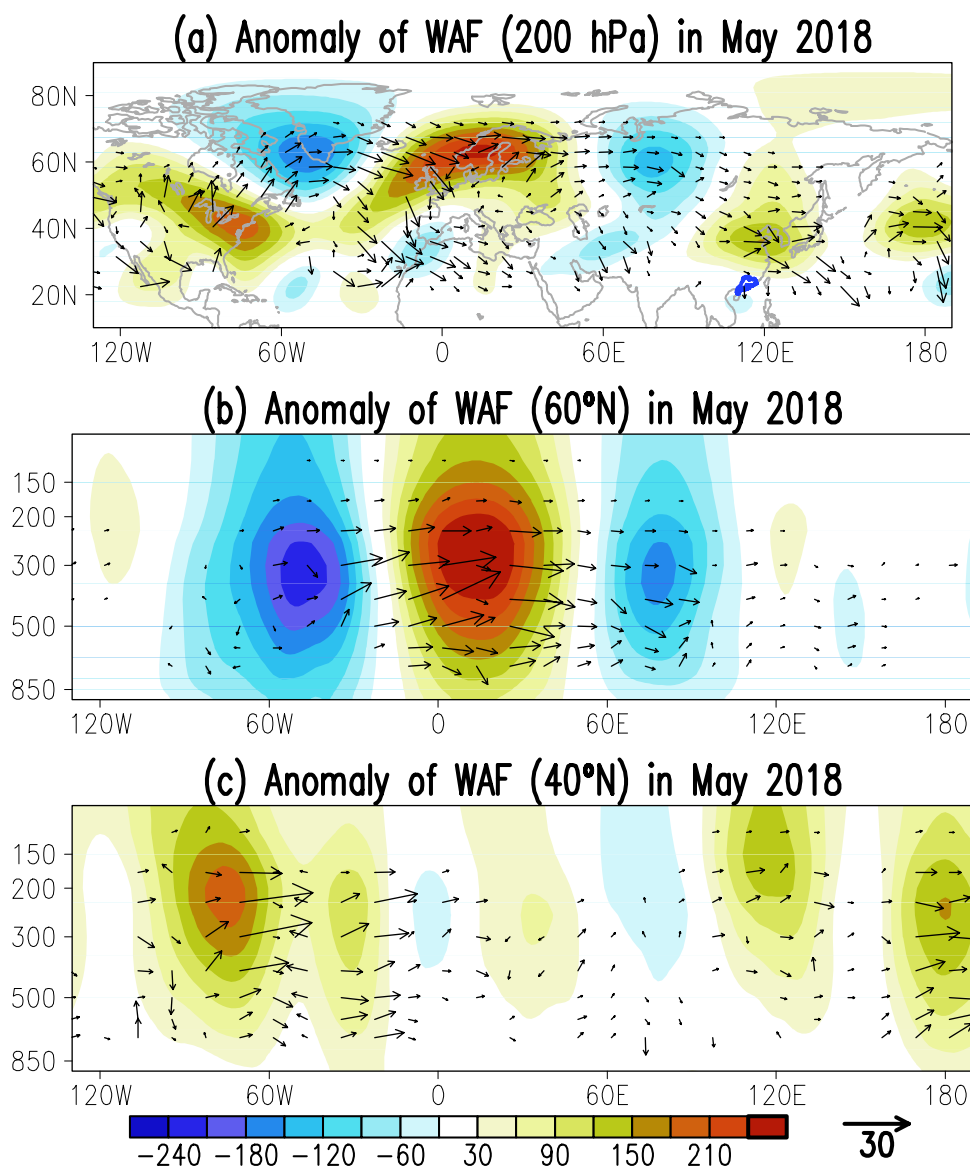 (a) Anomaly of WAF (200 hPa) in May 2018
80N
60N
40N
20N
120W 60W 0 60E 120E 180
(b) Anomaly of WAF (60°N) in May 2018
150
200
300
500
850
120W 60W 0 60E 120E 180
(c) Anomaly of WAF (40°N) in May 2018
150
200
300
500
850
120W 60W 0 60E 120E 180
-240 -180 -120 -60 30 90 150 210
30